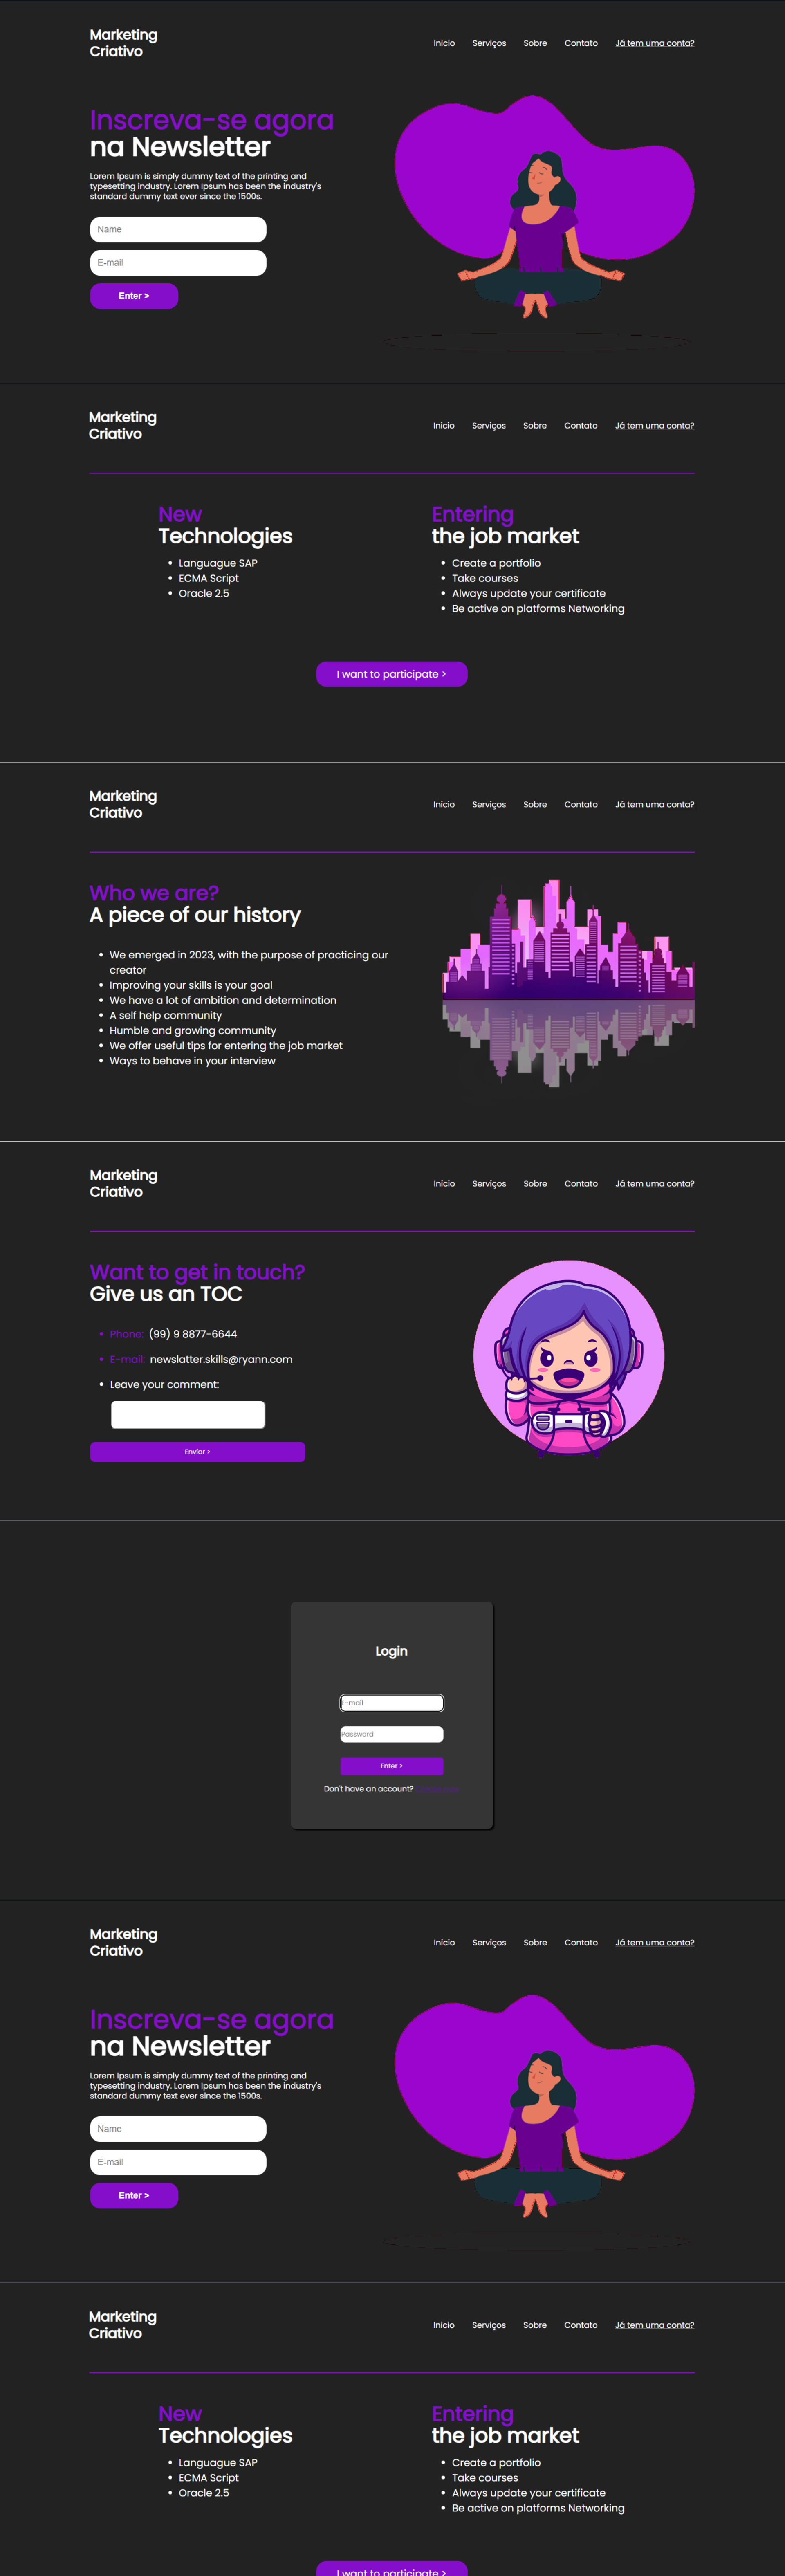 Marketing
Criativo
Inicio Serviços Sobre Contato Já tem uma conta?
Inscreva-se agora
na Newsletter
Lorem Ipsum is simply dummy text of the printing and
typesetting industry. Lorem Ipsum has been the industry's
standard dummy text ever since the 1500s.
Name
E-mail
Enter >
Marketing
Criativo
Inicio Serviços Sobre Contato Já tem uma conta?
New
Technologies
Languague SAP
ECMA Script
Oracle 2.5
Entering
the job market
Create a portfolio
Take courses
Always update your certificate
Be active on platforms Networking
I want to participate >
Marketing
Criativo
Inicio Serviços Sobre Contato Já tem uma conta?
Who we are?
A piece of our history
We emerged in 2023, with the purpose of practicing our
creator
Improving your skills is your goal
We have a lot of ambition and determination
A self help community
Humble and growing community
We offer useful tips for entering the job market
Ways to behave in your interview
Marketing
Criativo
Inicio Serviços Sobre Contato Já tem uma conta?
Want to get in touch?
Give us an TOC
Phone: (99) 9 8877-6644
E-mail: newslatter.skills@ryann.com
Leave your comment:
Enviar >
Login
E-mail
Password
Enter >
Don't have an account?
Marketing
Criativo
Inicio Serviços Sobre Contato Já tem uma conta?
Inscreva-se agora
na Newsletter
Lorem Ipsum is simply dummy text of the printing and
typesetting industry. Lorem Ipsum has been the industry's
standard dummy text ever since the 1500s.
Name
E-mail
Enter >
Marketing
Criativo
Inicio Serviços Sobre Contato Já tem uma conta?
New
Technologies
Languague SAP
ECMA Script
Oracle 2.5
Entering
the job market
Create a portfolio
Take courses
Always update your certificate
Be active on platforms Networking
I want to participate >